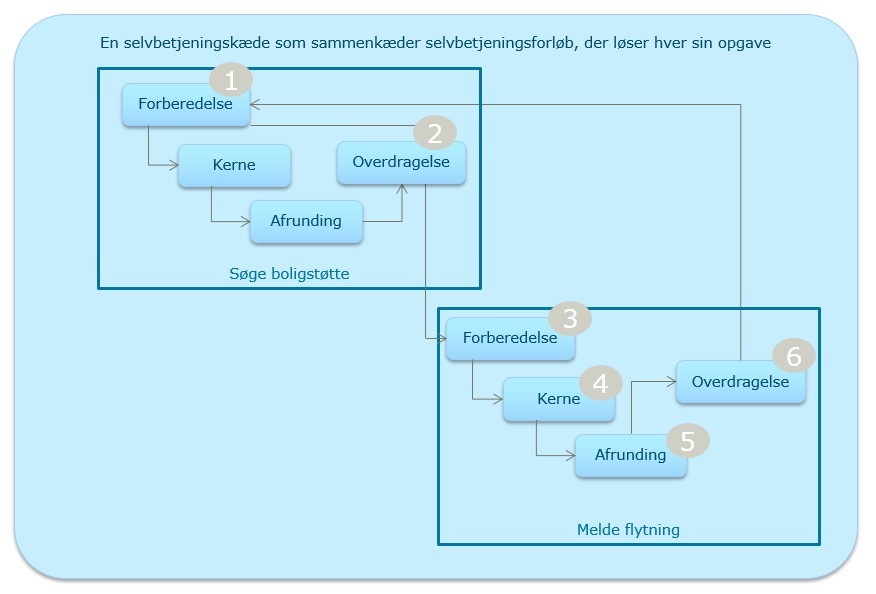 En selvbetjeningskæde som sammenkæder selvbetjeningsforløb, der løser hver sin opgave
1
Forberedelse
2
Kerne
Overdragelse
Afrunding
Søge boligstøtte
3
Forberedelse
6
Overdragelse
4
Kerne
5
Afrunding
Melde flytning